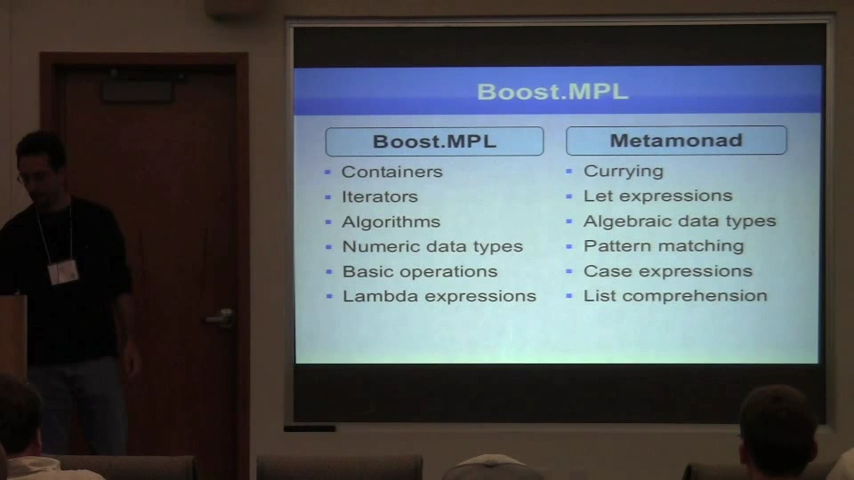 Boost.MPL
Boost.MPL
Containers
Iterators
Algorithms
Numeric data types
Basic operations
Lambda expressions
Metamonad
Currying
Let expressions
Algebraic data types
Pattern matching
Case expressions
List comprehension